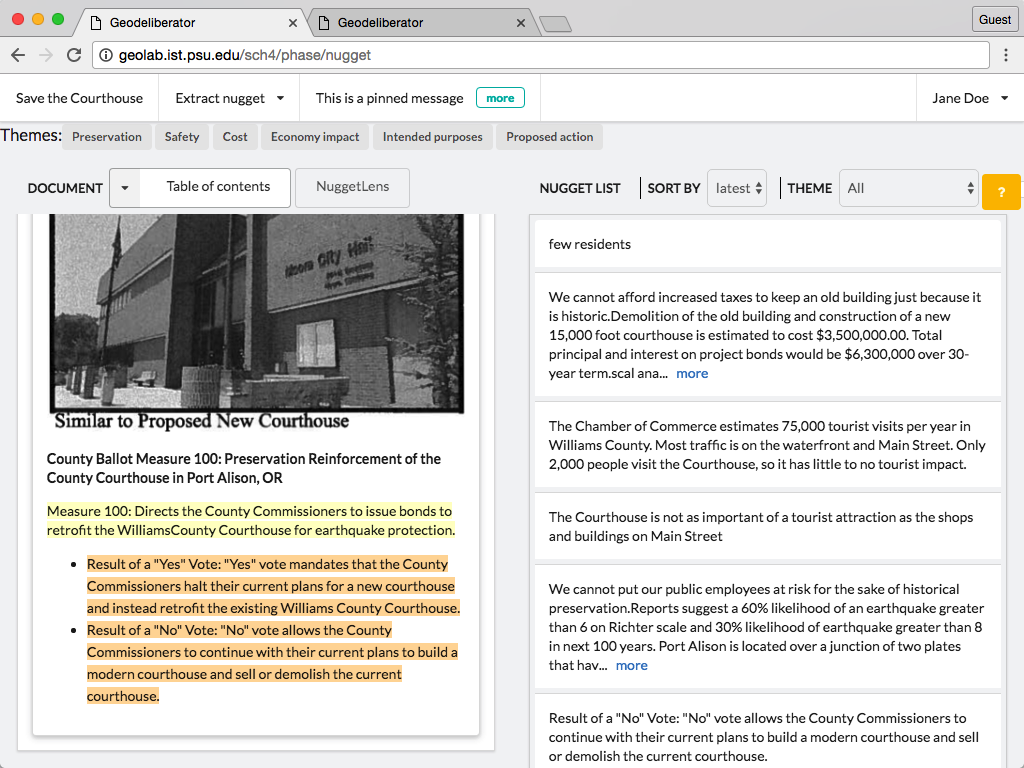 Geodeliberator
Geodeliberator
Guest
geolab.ist.psu.edu/sch4/phase/nugget
Save the Courthouse
Extract nugget
This is a pinned message
more
Jane Doe
Themes:
Preservation
Safety
Cost
Economy impact
Intended purposes
Proposed action
DOCUMENT
Table of contents
NuggetLens
NUGGET LIST
SORT BY
latest
THEME
All
?
Moore City Hall
Similar to Proposed New Courthouse
County Ballot Measure 100: Preservation Reinforcement of the
County Courthouse in Port Alison, OR
Measure 100: Directs the County Commissioners to issue bonds to
retrofit the WilliamsCounty Courthouse for earthquake protection.
Result of a "Yes" Vote: "Yes" vote mandates that the County
Commissioners halt their current plans for a new courthouse
and instead retrofit the existing Williams County Courthouse.
Result of a "No" Vote: "No" vote allows the County
Commissioners to continue with their current plans to build a
modern courthouse and sell or demolish the current
courthouse.
few residents
We cannot afford increased taxes to keep an old building just because it
is historic.Demolition of the old building and construction of a new
15,000 foot courthouse is estimated to cost $3,500,000.00. Total
principal and interest on project bonds would be $6,300,000 over 30-
year term.scal ana... more
The Chamber of Commerce estimates 75,000 tourist visits per year in
Williams County. Most traffic is on the waterfront and Main Street. Only
2,000 people visit the Courthouse, so it has little to no tourist impact.
The Courthouse is not as important of a tourist attraction as the shops
and buildings on Main Street
We cannot put our public employees at risk for the sake of historical
preservation.Reports suggest a 60% likelihood of an earthquake greater
than 6 on Richter scale and 30% likelihood of earthquake greater than 8
in next 100 years. Port Alison is located over a junction of two plates
that hav... more
Result of a "No" Vote: "No" vote allows the County Commissioners to
continue with their current plans to build a modern courthouse and sell
or demolish the current courthouse.